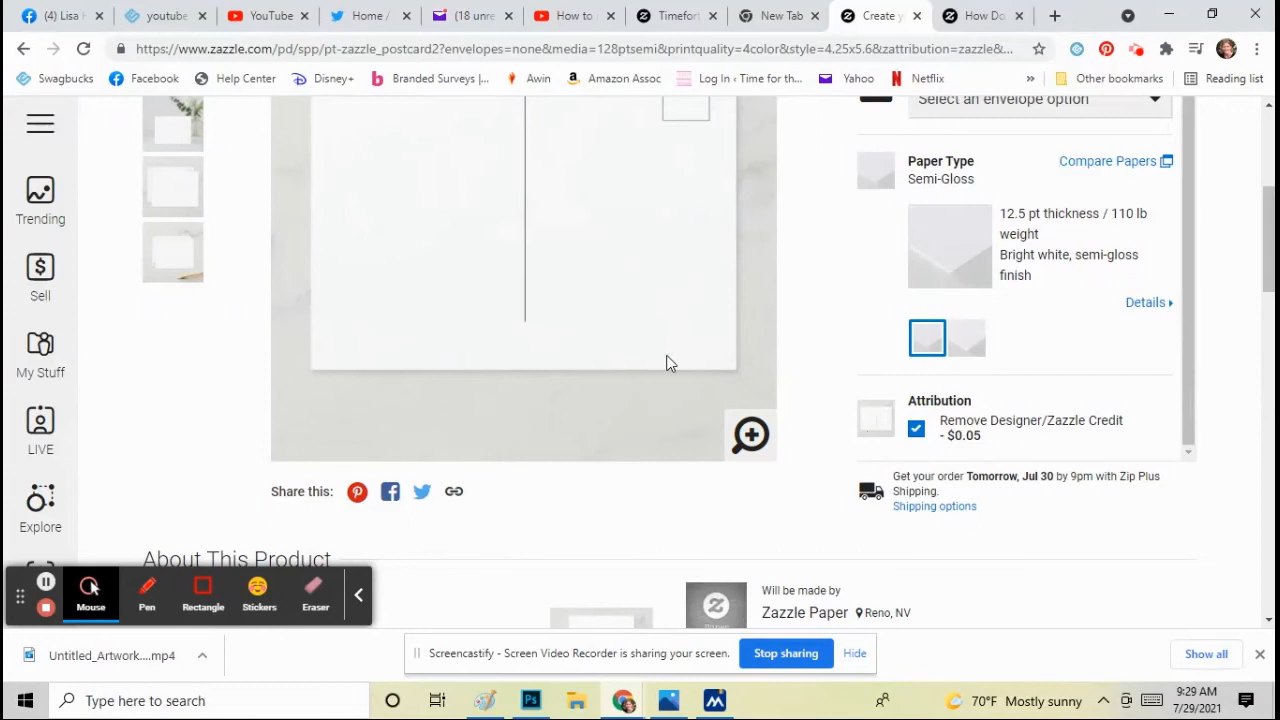 (4) Lisa H
youtube
YouTube
Home /
(18 unre
How to
Timefort
New Tab
Create y
How Do
https://www.zazzle.com/pd/spp/pt-zazzle_postcard2?envelopes=none&media=128ptsemi&printquality=4color&style=4.25x5.6&zattribution=zazzle&...
Swagbucks
Facebook
Help Center
Disney+
Branded Surveys |...
Awin
Amazon Assoc
Log In ‹ Time for th...
Yahoo
Netflix
»
Other bookmarks
Reading list
Select an envelope option
Trending
Sell
My Stuff
LIVE
Explore
Paper Type
Compare Papers
Semi-Gloss
12.5 pt thickness / 110 lb
weight
Bright white, semi-gloss
finish
Details
Attribution
Remove Designer/Zazzle Credit
- $0.05
Get your order Tomorrow, Jul 30 by 9pm with Zip Plus
Shipping.
Shipping options
Share this:
About This Product
Will be made by
Zazzle Paper
Reno, NV
Mouse
Pen
Rectangle
Stickers
Eraser
Untitled_Artwork....mp4
Screencastify - Screen Video Recorder is sharing your screen.
Stop sharing
Hide
Show all
Type here to search
Ps
70°F Mostly sunny
9:29 AM
7/29/2021